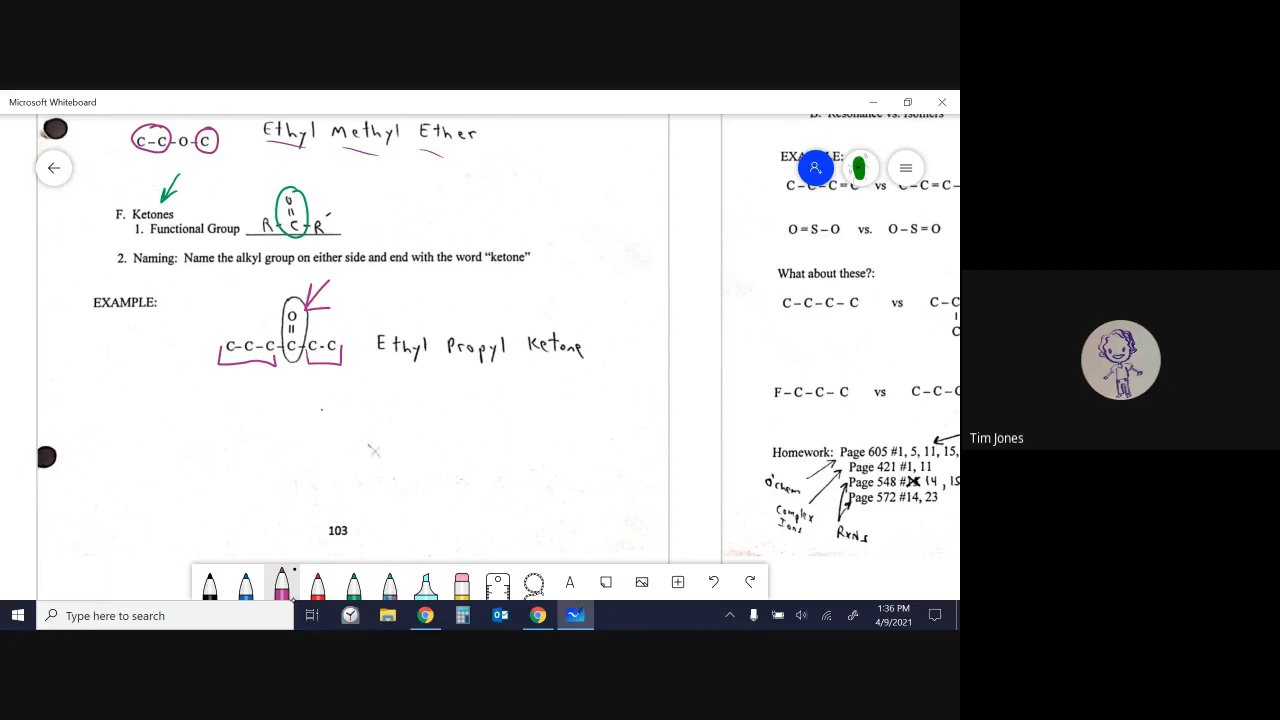 Microsoft Whiteboard
C – C – O – C
Ethyl Methyl Ether
F. Ketones
O
=
1. Functional Group R - C - R'
2. Naming: Name the alkyl group on either side and end with the word “ketone”
EXAMPLE:
O
=
C – C – C – C – C - C
Ethyl Propyl Ketone
103
B. Resonance vs. Isomers
EXAMPLE:
C – C – C = C vs C – C = C –
O = S – O vs. O – S = O
What about these?:
C – C – C – C vs C – C
C
F – C – C – C vs C – C – C
Homework: Page 605 #1, 5, 11, 15,
Page 421 #1, 11
Page 548 # 14, 15
Page 572 #14, 23
O'Chem
Complex
Ions
Rxns
Type here to search
1:36 PM
4/9/2021
Tim Jones